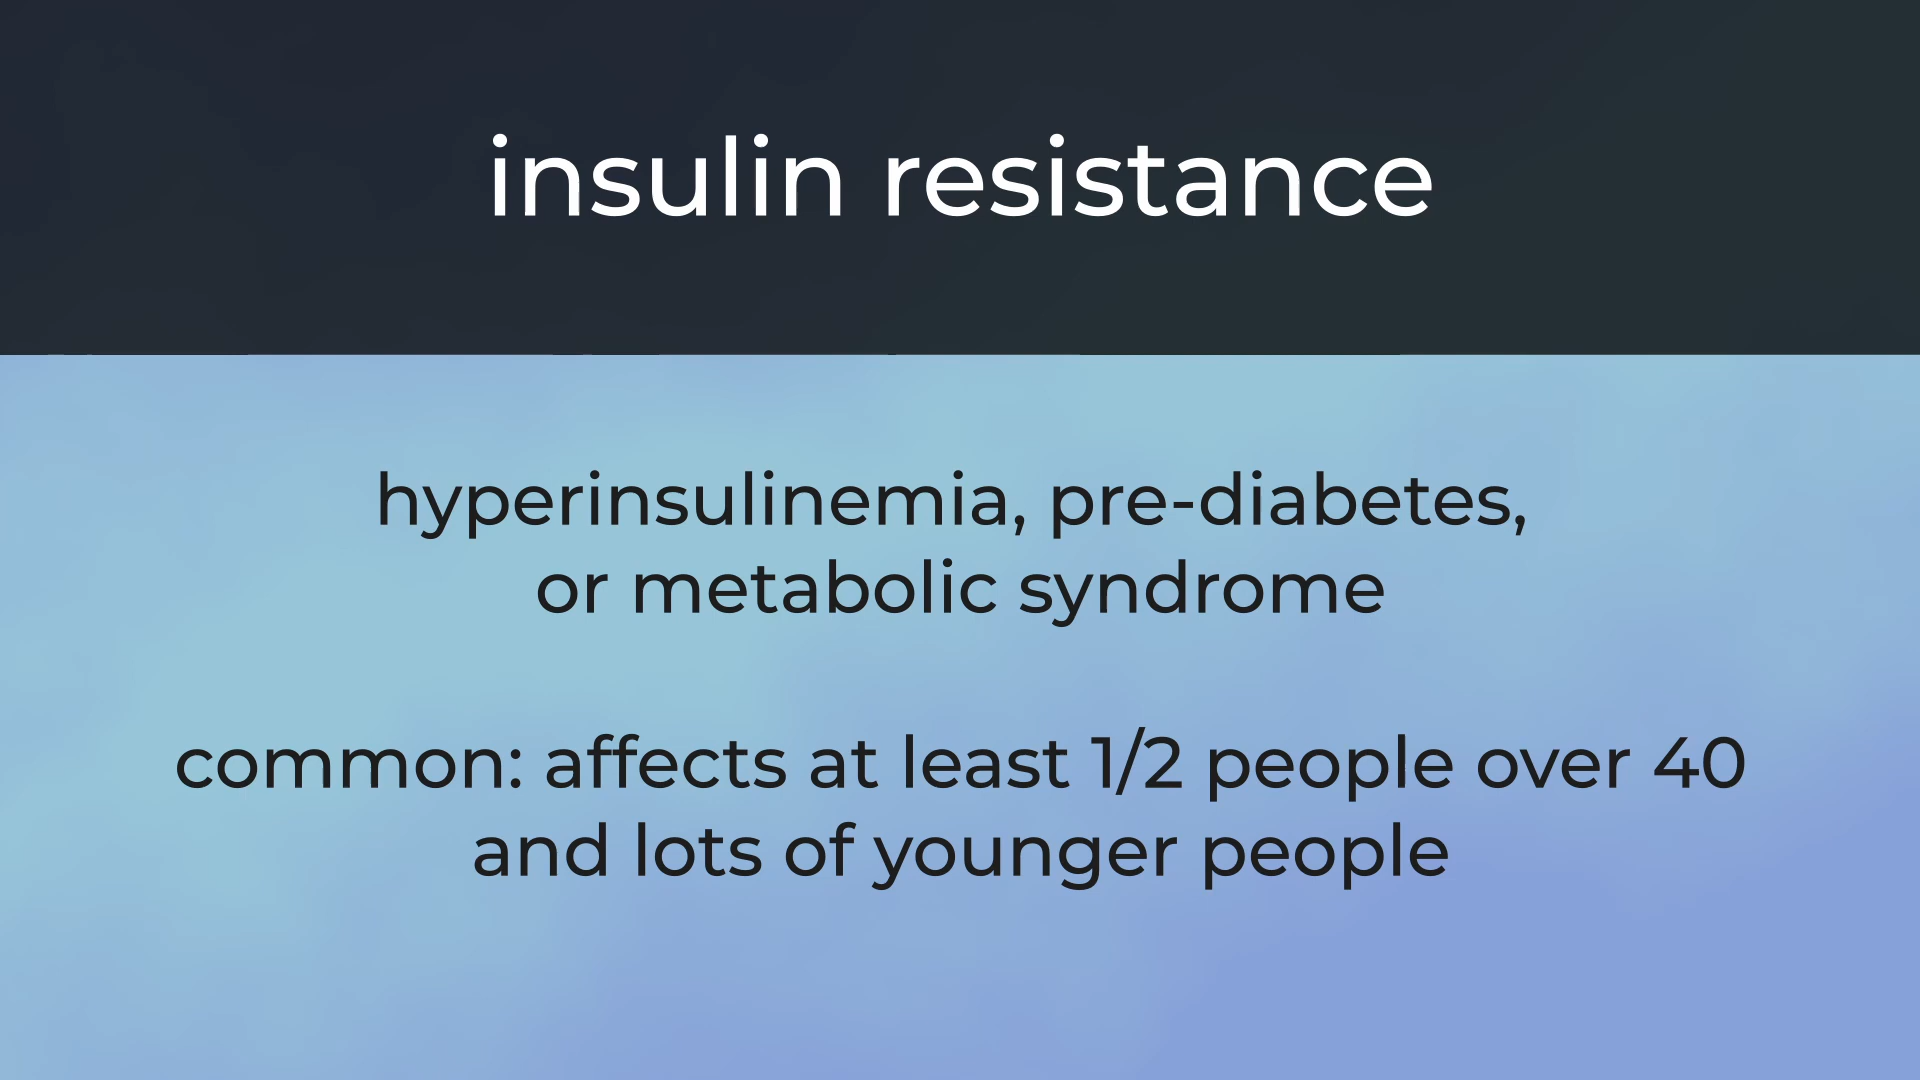 insulin resistance
hyperinsulinemia, pre-diabetes,
or metabolic syndrome
common: affects at least 1/2 people over 40
and lots of younger people